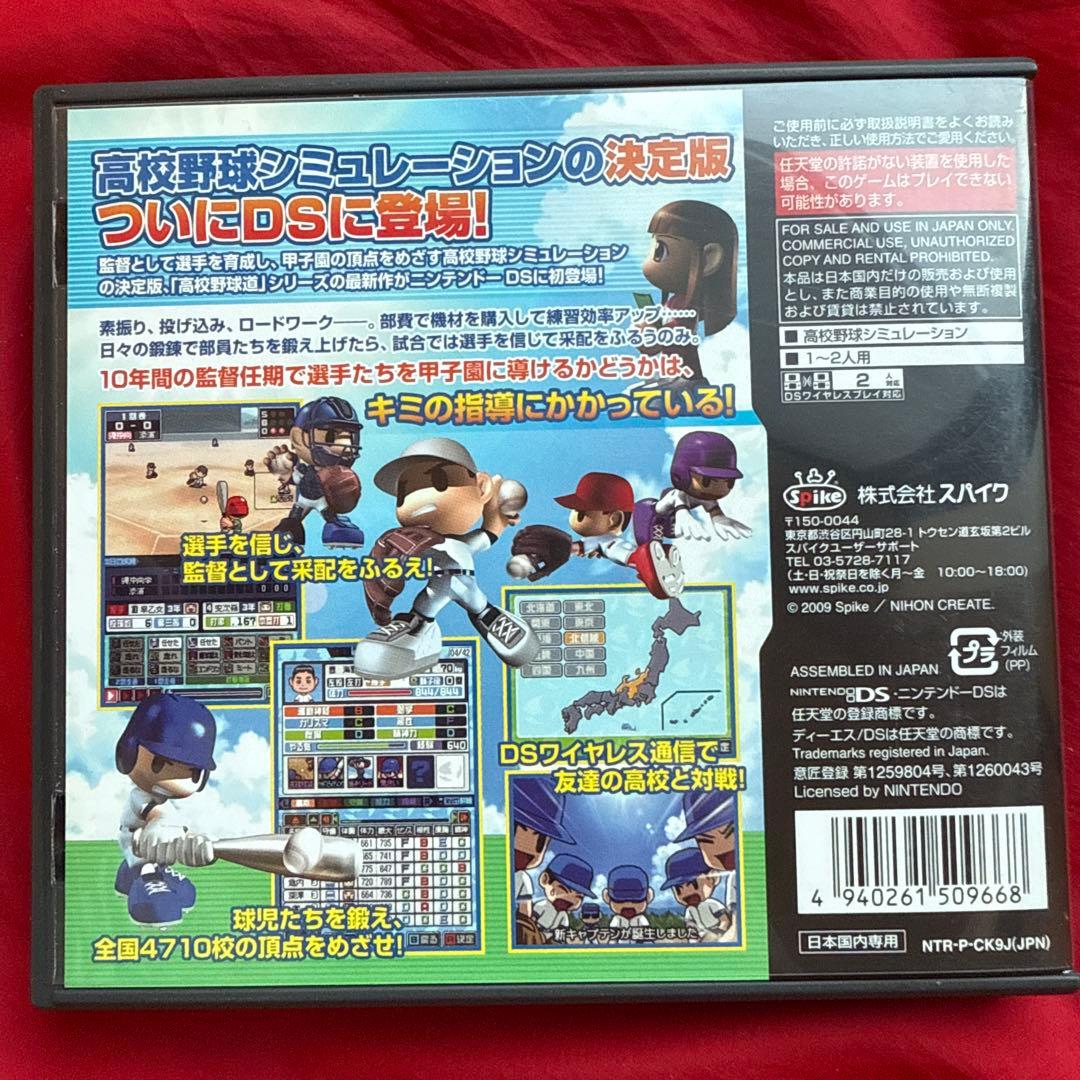 高校野球シミュレーションの決定版
ついにDSに登場!
監督として選手を育成し、甲子園の頂点をめざす高校野球シミュレーション
の決定版、「高校野球道」シリーズの最新作がニンテンドーDSに初登場!
素振り、投げ込み、ロードワーク――。部費で機材を購入して練習効率アップ……
日々の鍛錬で部員たちを鍛え上げたら、試合では選手を信じて采配をふるうのみ。
10年間の監督任期で選手たちを甲子園に導けるかどうかは、
キミの指導にかかっている!
選手を信じ、
監督として采配をふるえ!
844/844
640
北海道 東北
関東 東京
北信越
近畿 中国
四国 九州
DSワイヤレス通信で
友達の高校と対戦!
球児たちを鍛え、
全国4710校の頂点をめざせ!
新キャプテンが誕生しました
ご使用前に必ず取扱説明書をよくお読み
いただき、正しい使用方法でご愛用ください。
任天堂の許諾がない装置を使用した
場合、このゲームはプレイできない
可能性があります。
FOR SALE AND USE IN JAPAN ONLY.
COMMERCIAL USE, UNAUTHORIZED
COPY AND RENTAL PROHIBITED.
本品は日本国内だけの販売および使用
とし、また商業目的の使用や無断複製
および賃貸は禁止されています。
■高校野球シミュレーション
■1～2人用
2人対応
DSワイヤレスプレイ対応
Spike 株式会社スパイク
〒150-0044
東京都渋谷区円山町28-1 トウセン道玄坂第2ビル
スパイクユーザーサポート
TEL 03-5728-7117
(土・日・祝祭日を除く月～金 10:00～18:00)
www.spike.co.jp
© 2009 Spike / NIHON CREATE.
プラ
外装
フィルム
(PP)
ASSEMBLED IN JAPAN
NINTENDO DS・ニンテンドーDSは
任天堂の登録商標です。
ディーエス/DSは任天堂の商標です。
Trademarks registered in Japan.
意匠登録 第1259804号、第1260043号
Licensed by NINTENDO
4 940261 509668
日本国内専用
NTR-P-CK9J(JPN)